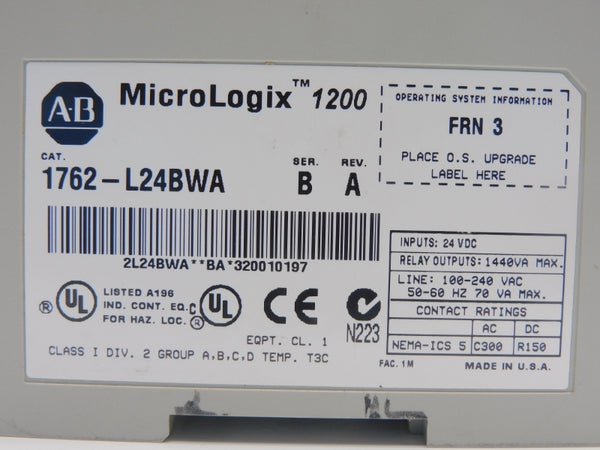 A-B
MicroLogix™ 1200
OPERATING SYSTEM INFORMATION
FRN 3
PLACE O.S. UPGRADE
LABEL HERE
CAT.
1762-L24BWA
SER.
B
REV.
A
2L24BWA**BA*320010197
INPUTS: 24 VDC
RELAY OUTPUTS: 1440VA MAX.
LINE: 100-240 VAC
50-60 HZ 70 VA MAX.
CONTACT RATINGS
AC DC
NEMA-ICS 5 C300 R150
UL ®
LISTED A196
IND. CONT. EQ.
FOR HAZ. LOC.
C UL ®
CE
EQPT. CL. 1
C
N223
CLASS I DIV. 2 GROUP A,B,C,D TEMP. T3C
FAC. 1M
MADE IN U.S.A.